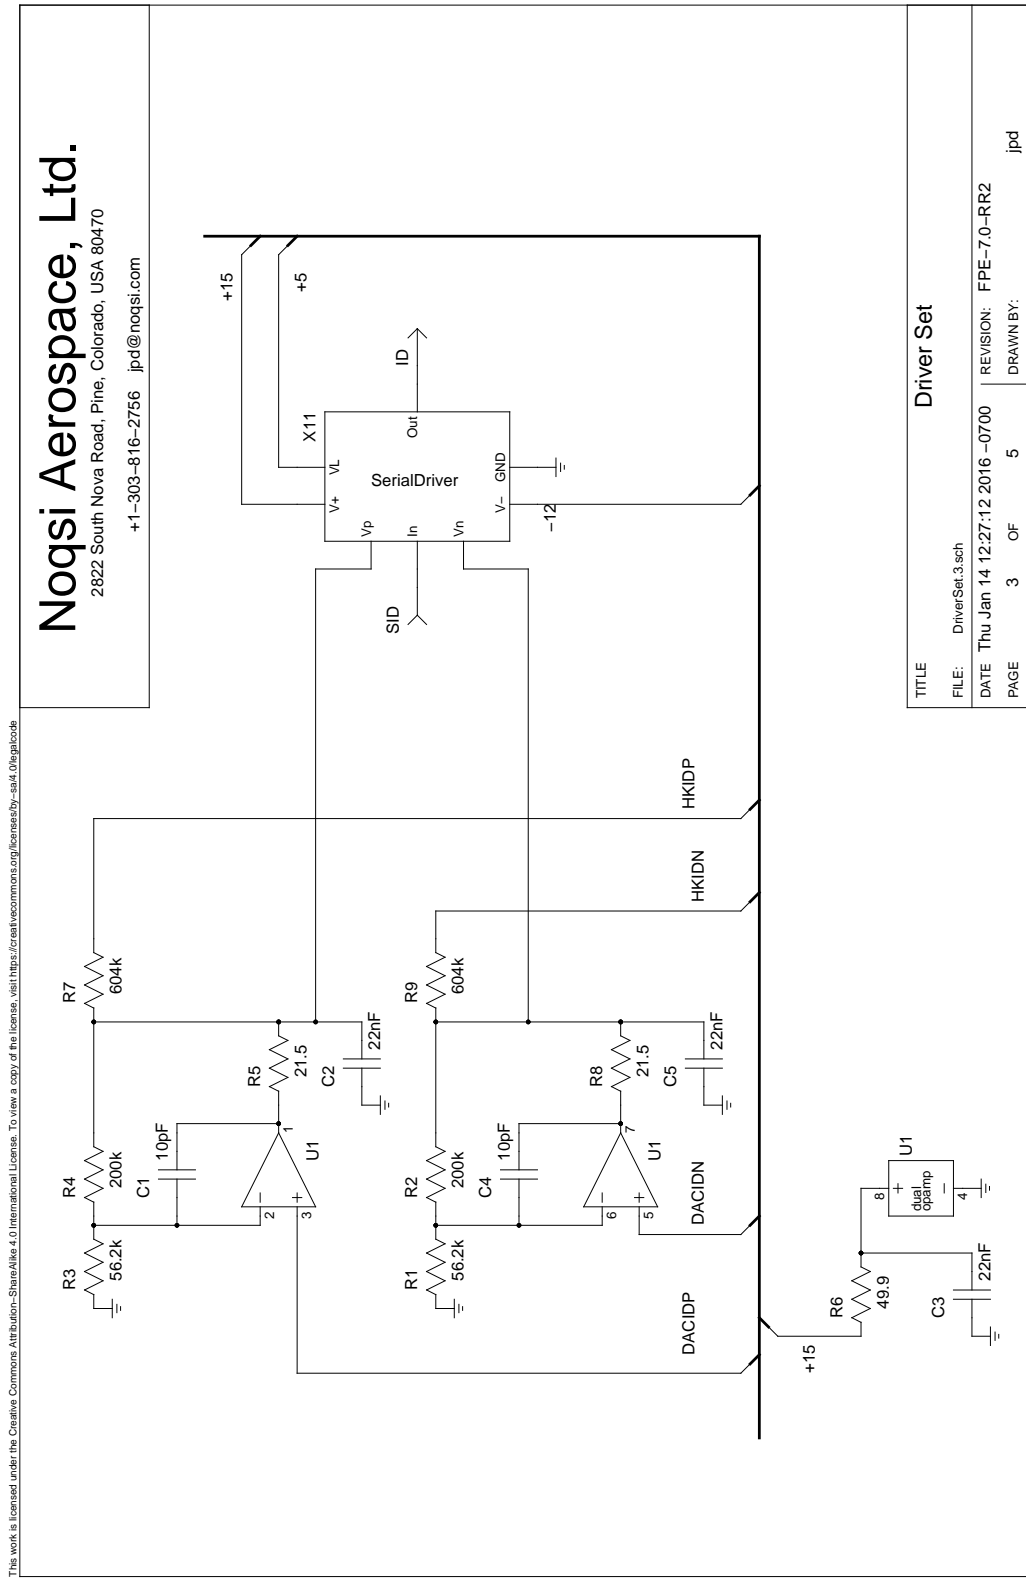 This work is licensed under the Creative Commons Attribution−ShareAlike 4.0 International License. To view a copy of the license, visit https://creativecommons.org/licenses/by−sa/4.0/legalcode
Noqsi Aerospace, Ltd.
2822 South Nova Road, Pine, Colorado, USA 80470
+1−303−816−2756 jpd@noqsi.com
R3
56.2k
R4
200k
R7
604k
C1
10pF
R5
21.5
C2
22nF
2
3
−
+
1
U1
DACIDP
R1
56.2k
R2
200k
R9
604k
C4
10pF
R8
21.5
C5
22nF
6
5
−
+
7
U1
DACIDN
HKIDN
HKIDP
+15
+5
X11
V+
VL
Vp
In
Vn
SerialDriver
Out
V−
GND
SID
ID
−12
+15
R6
49.9
C3
22nF
U1
8
+
dual
opamp
−
4
TITLE
Driver Set
FILE: DriverSet.3.sch
DATE Thu Jan 14 12:27:12 2016 −0700
REVISION: FPE−7.0−RR2
PAGE 3 OF 5
DRAWN BY: jpd